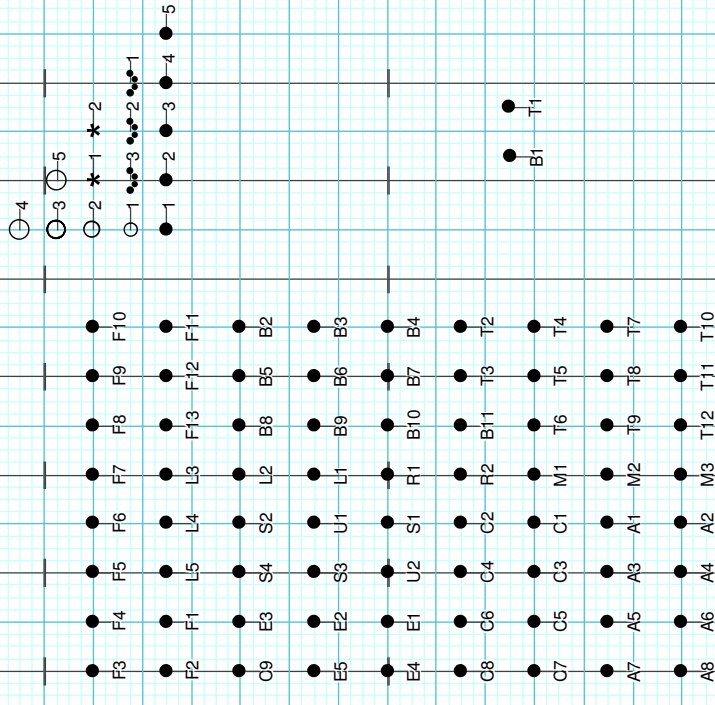 4
3 5
2 1 2
1 3 2 1
1 2 3 4 5
F3 F4 F5 F6 F7 F8 F9 F10
F2 F1 L5 L4 L3 F13 F12 F11
C9 E3 S4 S2 L2 B8 B5 B2
E5 E2 S3 U1 L1 B9 B6 B3
E4 E1 U2 S1 R1 B10 B7 B4
C8 C6 C4 C2 R2 B11 T3 T2
B1 T1
C7 C5 C3 C1 M1 T6 T5 T4
A7 A5 A3 A1 M2 T9 T8 T7
A8 A6 A4 A2 M3 T12 T11 T10